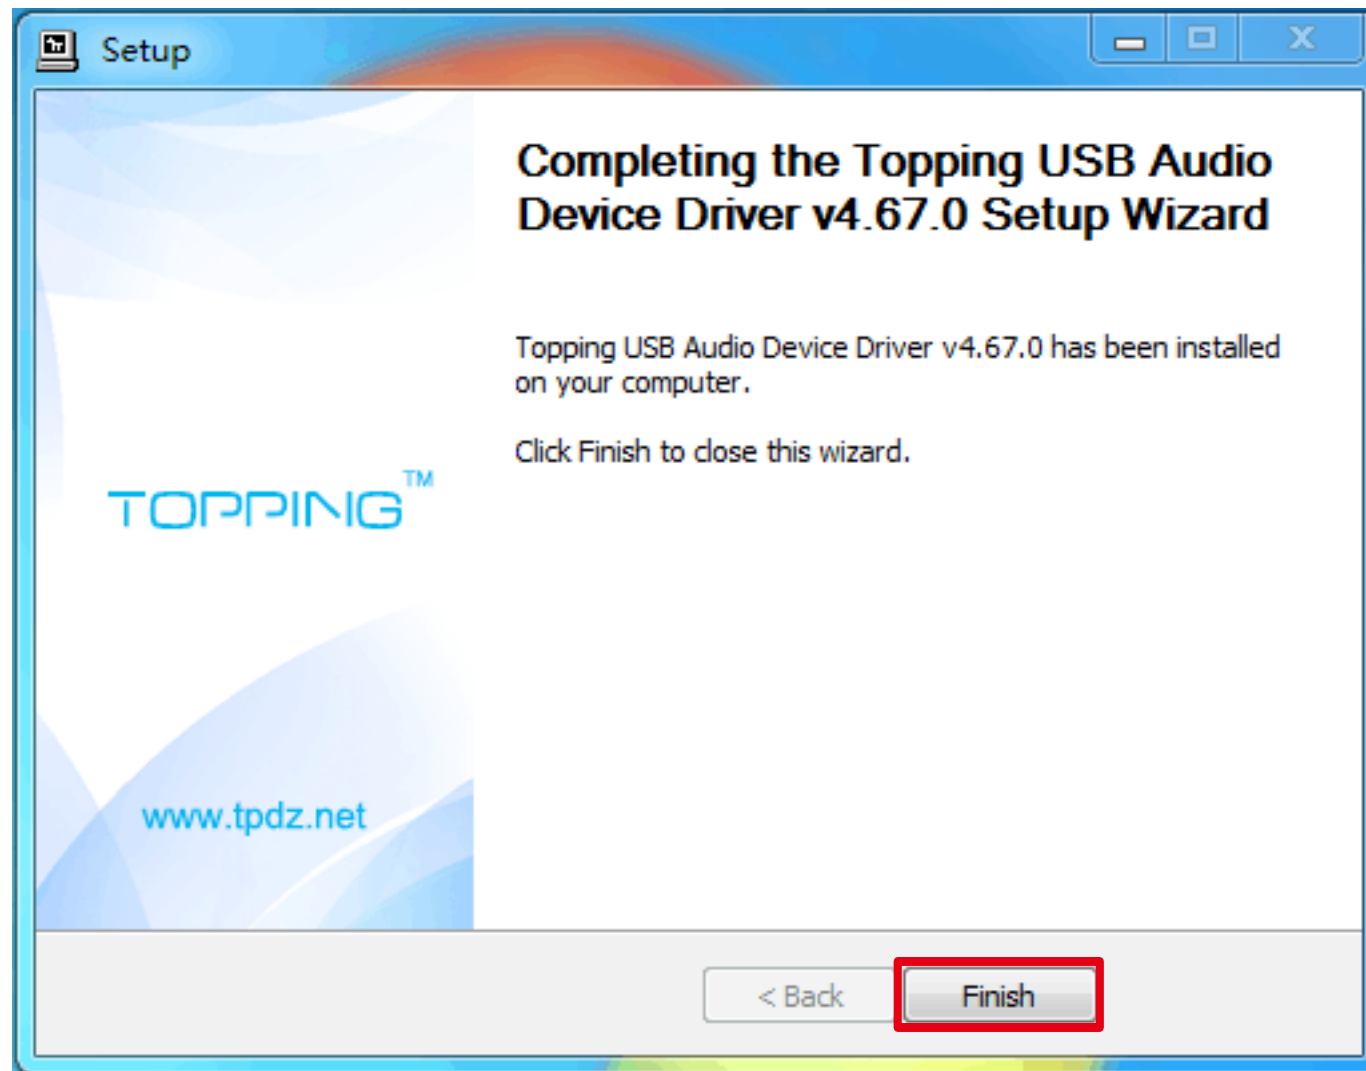 Setup
Completing the Topping USB Audio
Device Driver v4.67.0 Setup Wizard
Topping USB Audio Device Driver v4.67.0 has been installed
on your computer.
Click Finish to close this wizard.
TOPPING™
www.tpdz.net
< Back
Finish